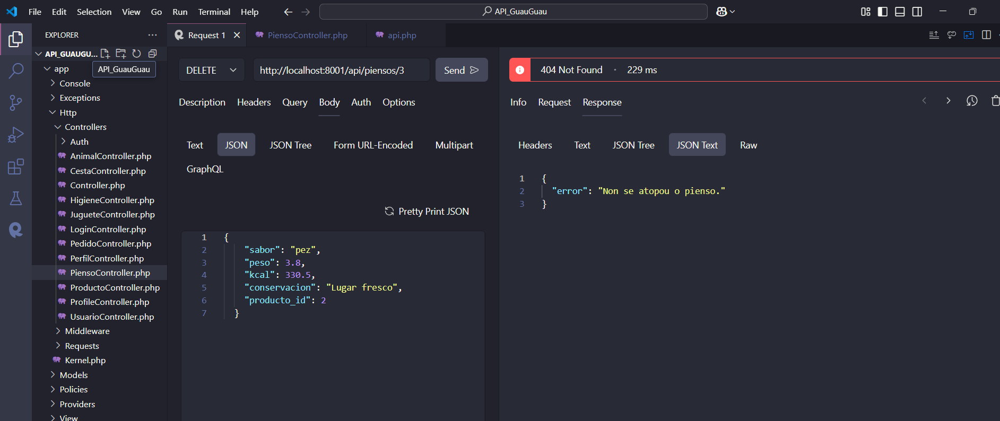 File Edit Selection View Go Run Terminal Help
API_GuauGuau
EXPLORER
API_GUAUGU...
API_GuauGuau
app
Console
Exceptions
Http
Controllers
Auth
AnimalController.php
CestaController.php
Controller.php
HigieneController.php
JugueteController.php
LoginController.php
PedidoController.php
PerfilController.php
PiensoController.php
ProductoController.php
ProfileController.php
UsuarioController.php
Middleware
Requests
Kernel.php
Models
Policies
Providers
View
Request 1 PiensoController.php api.php
DELETE http://localhost:8001/api/piensos/3 Send
Description Headers Query Body Auth Options
Text JSON JSON Tree Form URL-Encoded Multipart
GraphQL
Pretty Print JSON
1 {
2 "sabor": "pez",
3 "peso": 3.8,
4 "kcal": 330.5,
5 "conservacion": "Lugar fresco",
6 "producto_id": 2
7 }
404 Not Found · 229 ms
Info Request Response
Headers Text JSON Tree JSON Text Raw
1 {
2 "error": "Non se atopou o pienso."
3 }